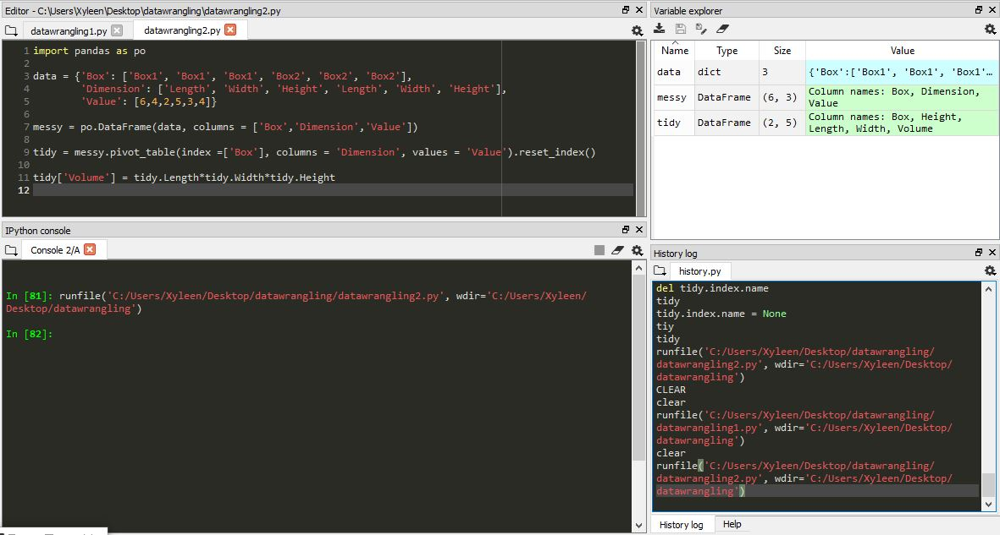 Editor - C:\Users\Xyleen\Desktop\datawrangling\datawrangling2.py
datawrangling1.py
datawrangling2.py
1 import pandas as po
2
3 data = {'Box': ['Box1', 'Box1', 'Box1', 'Box2', 'Box2', 'Box2'],
4 'Dimension': ['Length', 'Width', 'Height', 'Length', 'Width', 'Height'],
5 'Value': [6,4,2,5,3,4]}
6
7 messy = po.DataFrame(data, columns = ['Box','Dimension','Value'])
8
9 tidy = messy.pivot_table(index =['Box'], columns = 'Dimension', values = 'Value').reset_index()
10
11 tidy['Volume'] = tidy.Length*tidy.Width*tidy.Height
12
IPython console
Console 2/A
In [81]: runfile('C:/Users/Xyleen/Desktop/datawrangling/datawrangling2.py', wdir='C:/Users/Xyleen/
Desktop/datawrangling')
In [82]:
Variable explorer
Name Type Size Value
data dict 3 {'Box':['Box1', 'Box1', 'Box1'...
messy DataFrame (6, 3) Column names: Box, Dimension,
Value
tidy DataFrame (2, 5) Column names: Box, Height,
Length, Width, Volume
History log
history.py
del tidy.index.name
tidy
tidy.index.name = None
tiy
tidy
runfile('C:/Users/Xyleen/Desktop/datawrangling/
datawrangling2.py', wdir='C:/Users/Xyleen/Desktop/
datawrangling')
CLEAR
clear
runfile('C:/Users/Xyleen/Desktop/datawrangling/
datawrangling1.py', wdir='C:/Users/Xyleen/Desktop/
datawrangling')
clear
runfile('C:/Users/Xyleen/Desktop/datawrangling/
datawrangling2.py', wdir='C:/Users/Xyleen/Desktop/
datawrangling')
History log Help